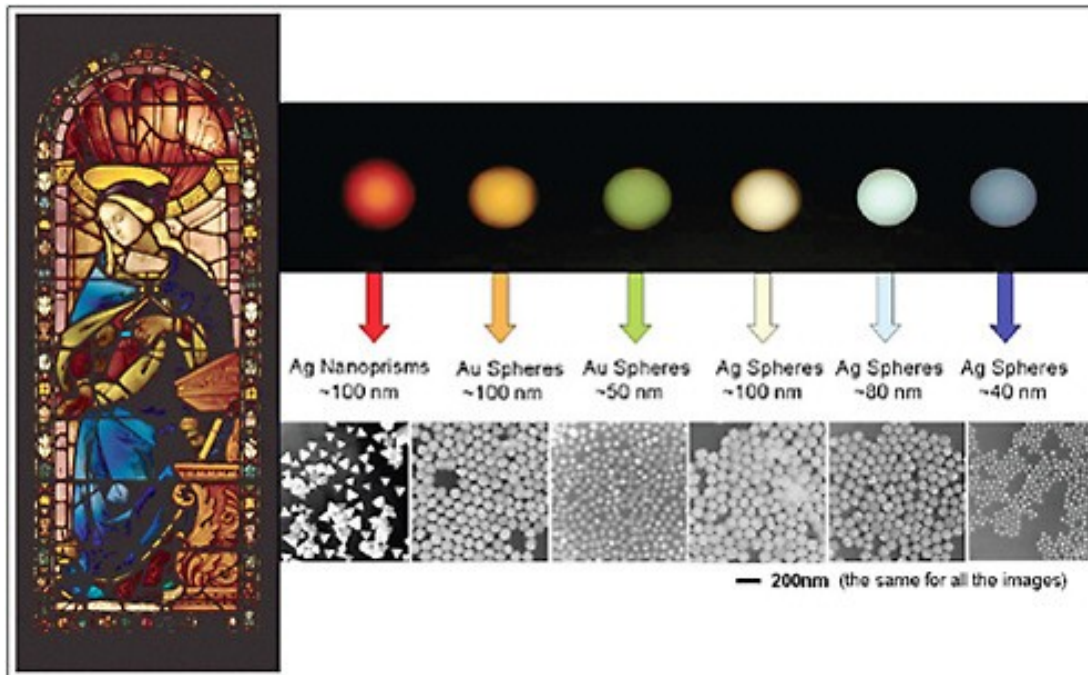 Ag Nanoprisms
~100 nm
Au Spheres
~100 nm
Au Spheres
~50 nm
Ag Spheres
~100 nm
Ag Spheres
~80 nm
Ag Spheres
~40 nm
200nm (the same for all the images)